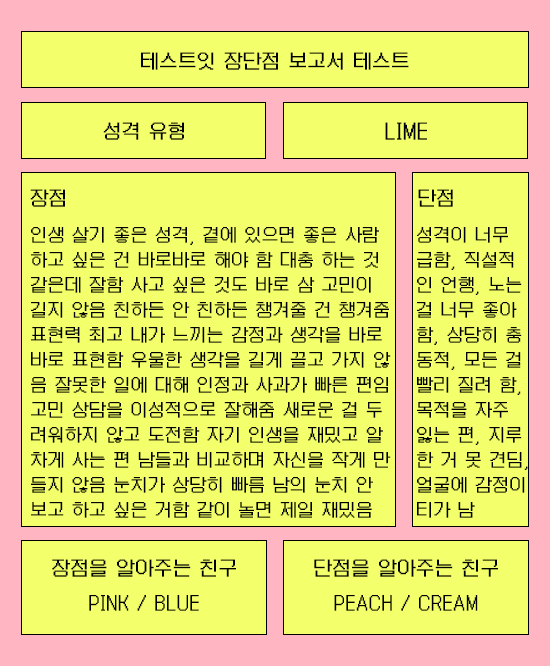 테스트잇 장단점 보고서 테스트
성격 유형
LIME
장점
인생 살기 좋은 성격, 곁에 있으면 좋은 사람
하고 싶은 건 바로바로 해야 함 대충 하는 것
같은데 잘함 사고 싶은 것도 바로 삼 고민이
길지 않음 친하든 안 친하든 챙겨줄 건 챙겨줌
표현력 최고 내가 느끼는 감정과 생각을 바로
바로 표현함 우울한 생각을 길게 끌고 가지 않
음 잘못한 일에 대해 인정과 사과가 빠른 편임
고민 상담을 이성적으로 잘해줌 새로운 걸 두
려워하지 않고 도전함 자기 인생을 재밌고 알
차게 사는 편 남들과 비교하며 자신을 작게 만
들지 않음 눈치가 상당히 빠름 남의 눈치 안
보고 하고 싶은 거함 같이 놀면 제일 재밌음
단점
성격이 너무
급함, 직설적
인 언행, 노는
걸 너무 좋아
함, 상당히 충
동적, 모든 걸
빨리 질려 함,
목적을 자주
잃는 편, 지루
한 거 못 견딤,
얼굴에 감정이
티가 남
장점을 알아주는 친구
PINK / BLUE
단점을 알아주는 친구
PEACH / CREAM